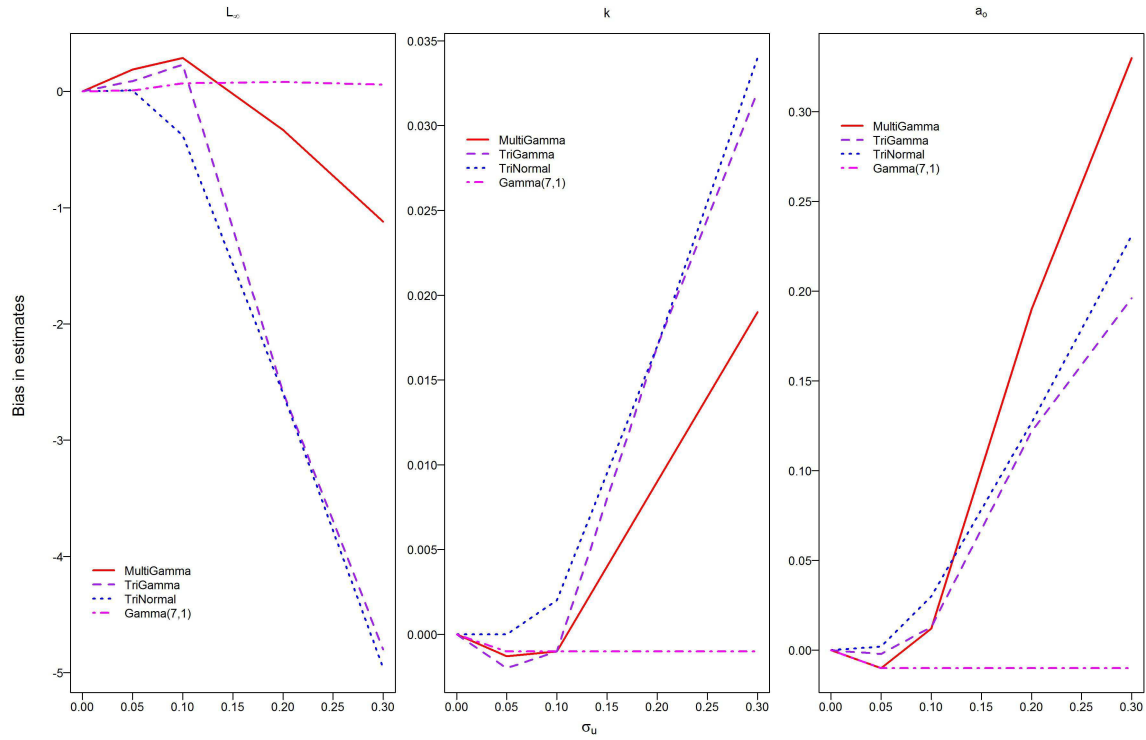 L∞
k
aₒ
Bias in estimates
0
-1
-2
-3
-4
-5
MultiGamma
TriGamma
TriNormal
Gamma(7,1)
0.00 0.05 0.10 0.15 0.20 0.25 0.30
0.035
0.030
0.025
0.020
0.015
0.010
0.005
0.000
MultiGamma
TriGamma
TriNormal
Gamma(7,1)
0.00 0.05 0.10 0.15 0.20 0.25 0.30
0.30
0.25
0.20
0.15
0.10
0.05
0.00
MultiGamma
TriGamma
TriNormal
Gamma(7,1)
0.00 0.05 0.10 0.15 0.20 0.25 0.30
σᵤ